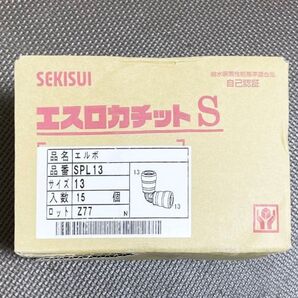 SEKISUI
給水装置性能基準適合品
自己認証
エスロカチットS
品名 エルボ
品番 SPL13
サイズ 13
入数 15 個
ロット Z77 N
13
13